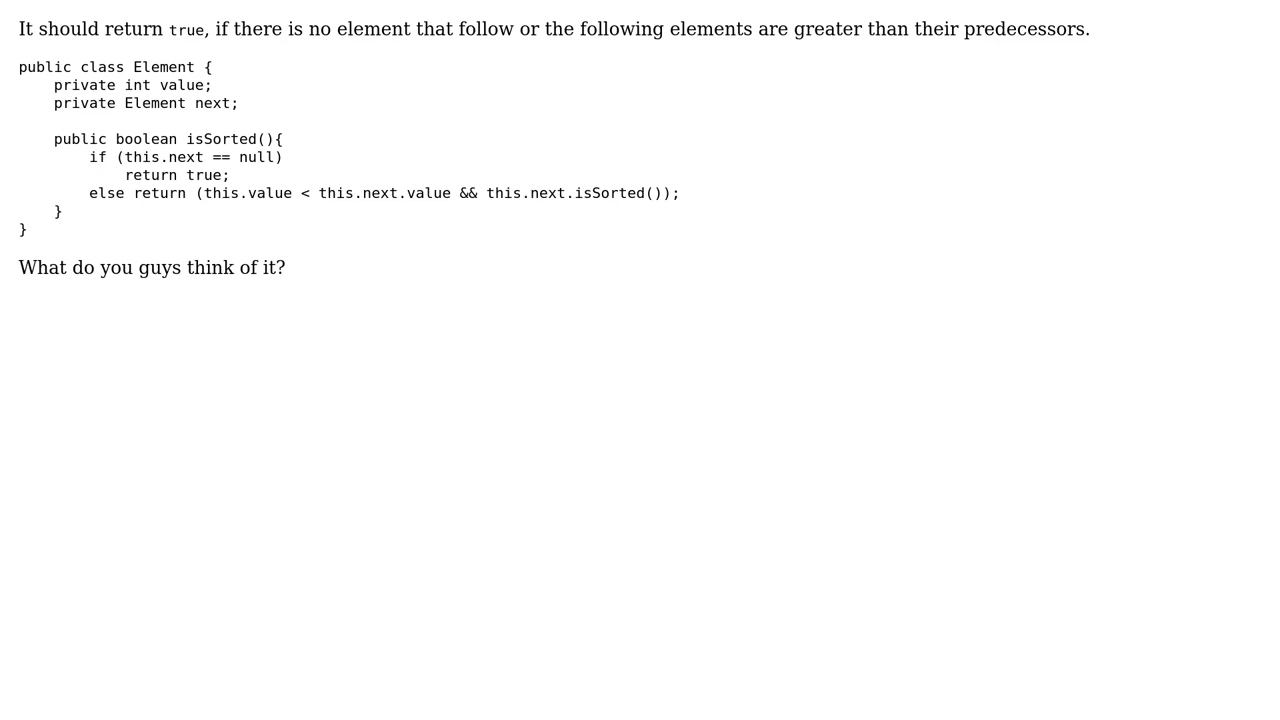 It should return true, if there is no element that follow or the following elements are greater than their predecessors.
public class Element {
    private int value;
    private Element next;

    public boolean isSorted(){
        if (this.next == null)
            return true;
        else return (this.value < this.next.value && this.next.isSorted());
    }
}
What do you guys think of it?